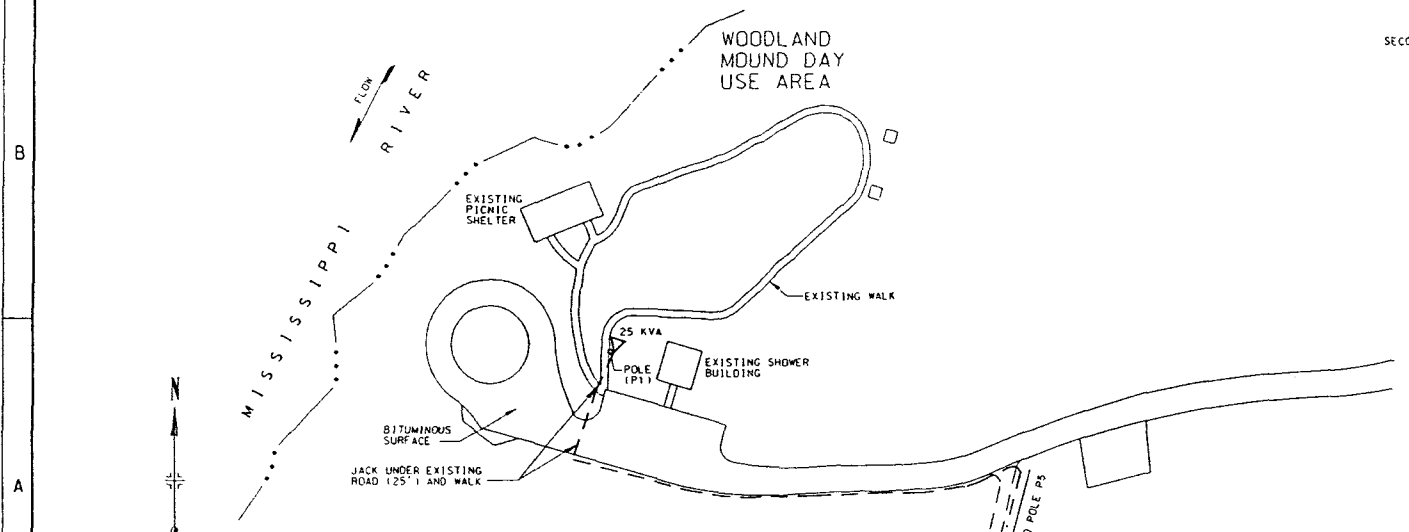 WOODLAND
MOUND DAY
USE AREA
SECO
FLOW
MISSISSIPPI RIVER
B
EXISTING
PICNIC
SHELTER
EXISTING WALK
25 KVA
POLE
(P1)
EXISTING SHOWER
BUILDING
N
BITUMINOUS
SURFACE
JACK UNDER EXISTING
ROAD (25') AND WALK
A
POLE P5